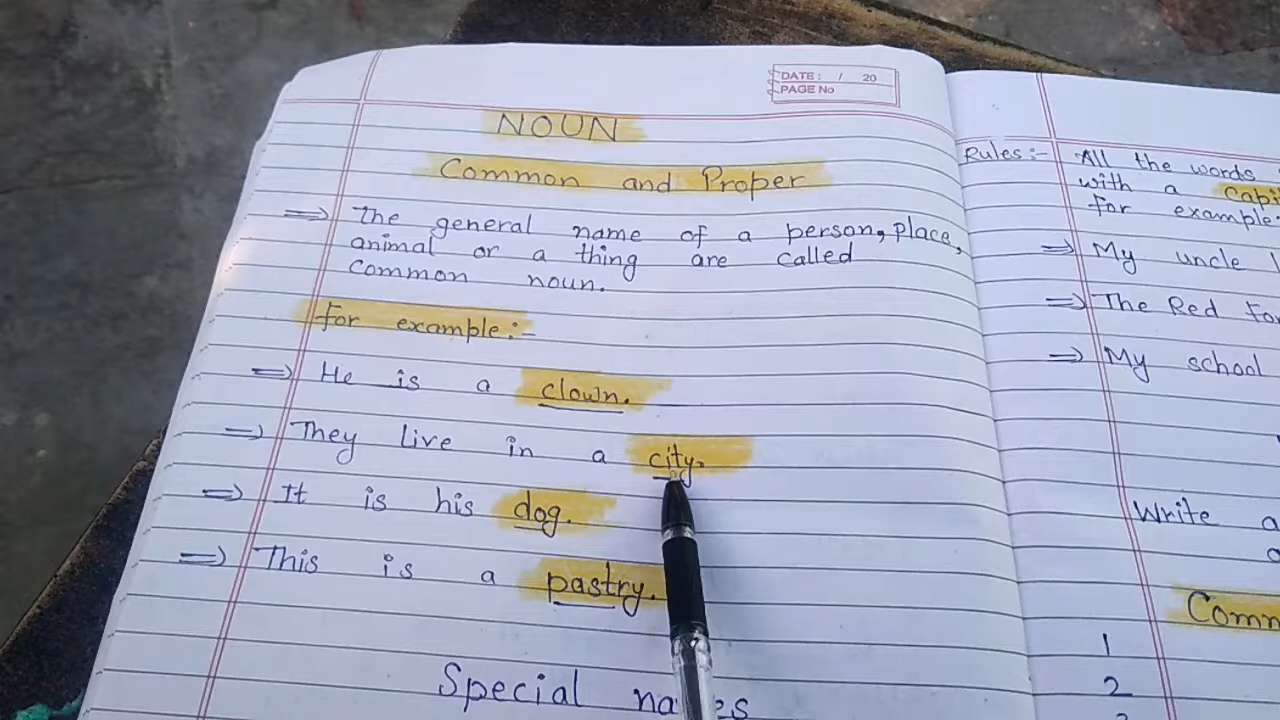 DATE: / 20
PAGE No
NOUN
Common and Proper
⇒ The general name of a person, place,
animal or a thing are called
common noun.
For example:-
⇒ He is a clown.
⇒ They live in a city.
⇒ It is his dog.
⇒ This is a pastry.
Special
Rules:- All the words
with a
for example
⇒ My uncle
⇒ The Red
⇒ My school
Write
1
2